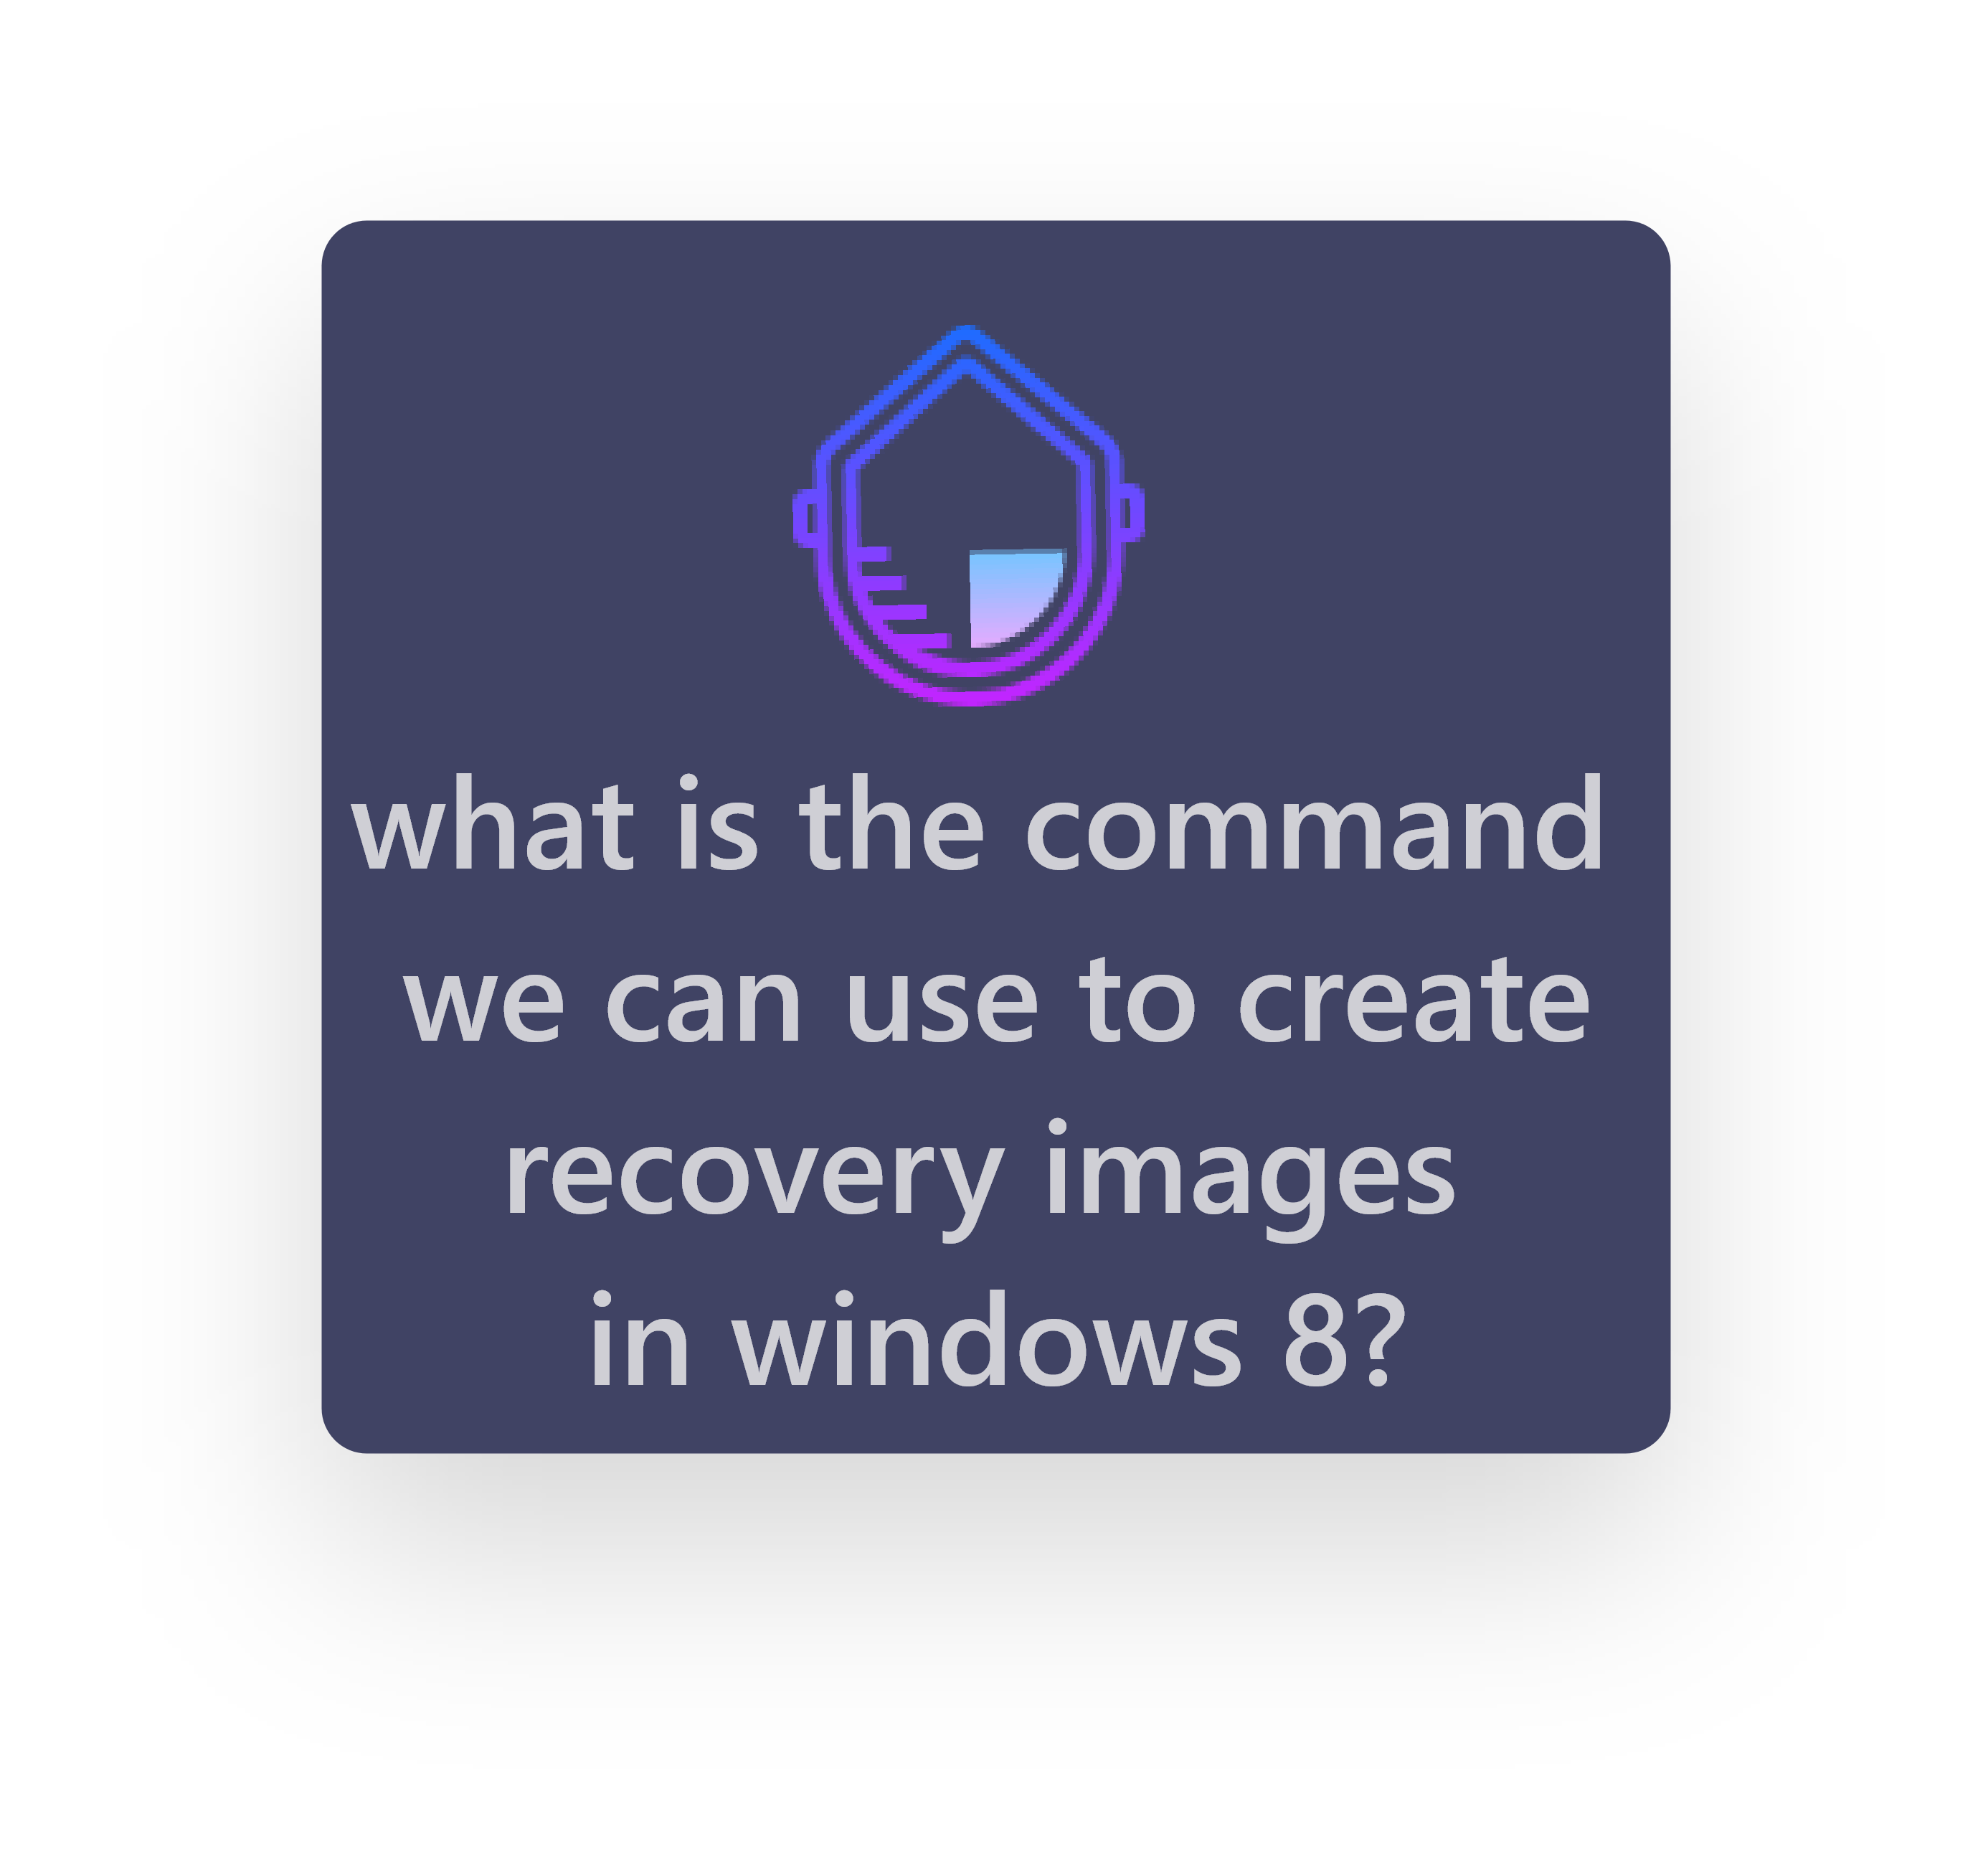 what is the command
we can use to create
recovery images
in windows 8?